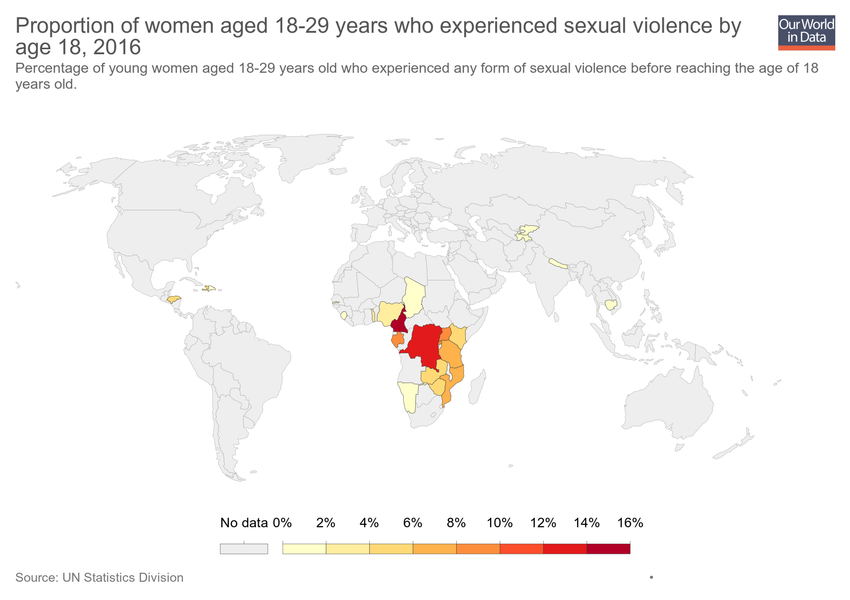 Proportion of women aged 18-29 years who experienced sexual violence by
age 18, 2016
Our World
in Data
Percentage of young women aged 18-29 years old who experienced any form of sexual violence before reaching the age of 18
years old.
No data 0% 2% 4% 6% 8% 10% 12% 14% 16%
Source: UN Statistics Division